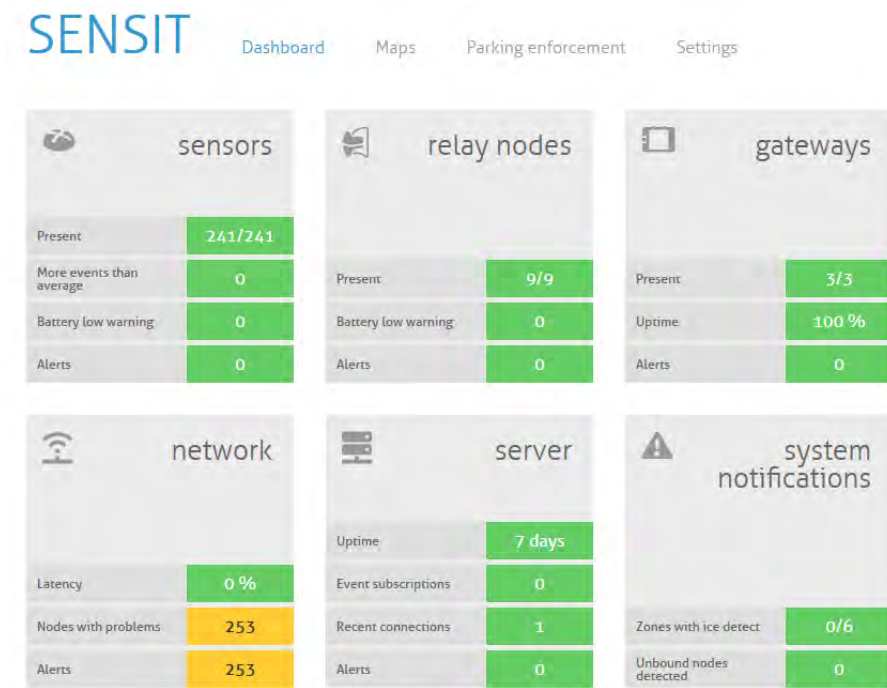 SENSIT
Dashboard Maps Parking enforcement Settings
sensors
Present 241/241
More events than
average 0
Battery low warning 0
Alerts 0
relay nodes
Present 9/9
Battery low warning 0
Alerts 0
gateways
Present 3/3
Uptime 100 %
Alerts 0
network
Latency 0 %
Nodes with problems 253
Alerts 253
server
Uptime 7 days
Event subscriptions 0
Recent connections 1
Alerts 0
system
notifications
Zones with ice detect 0/6
Unbound nodes
detected 0